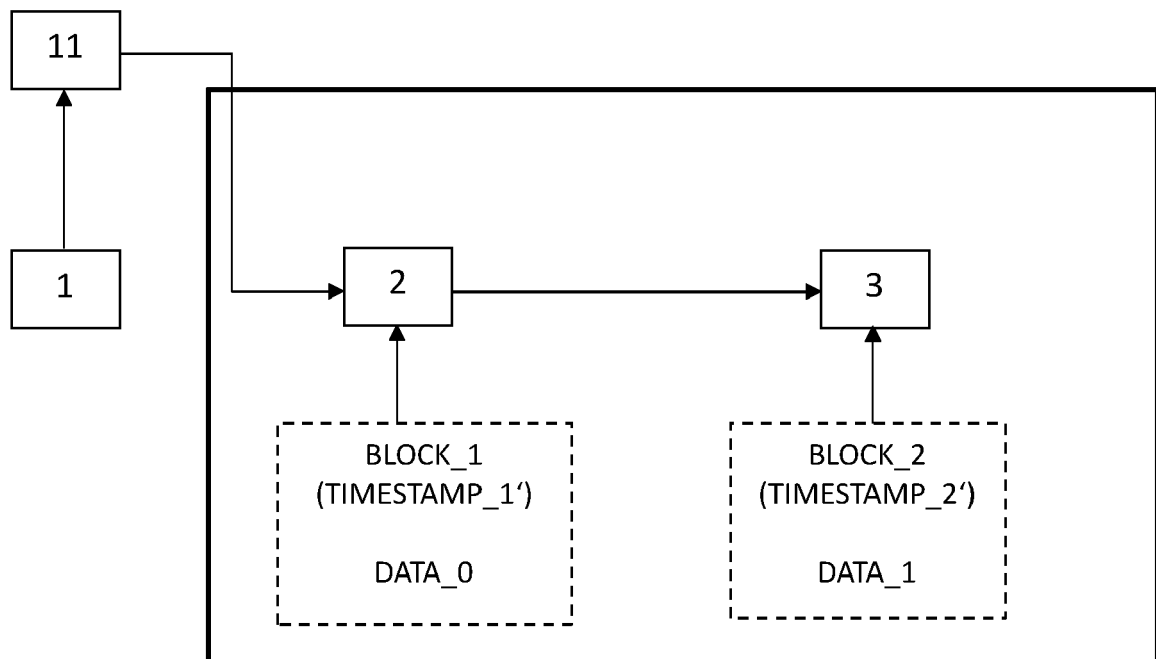 11
1
2
3
BLOCK_1
(TIMESTAMP_1‘)
DATA_0
BLOCK_2
(TIMESTAMP_2‘)
DATA_1